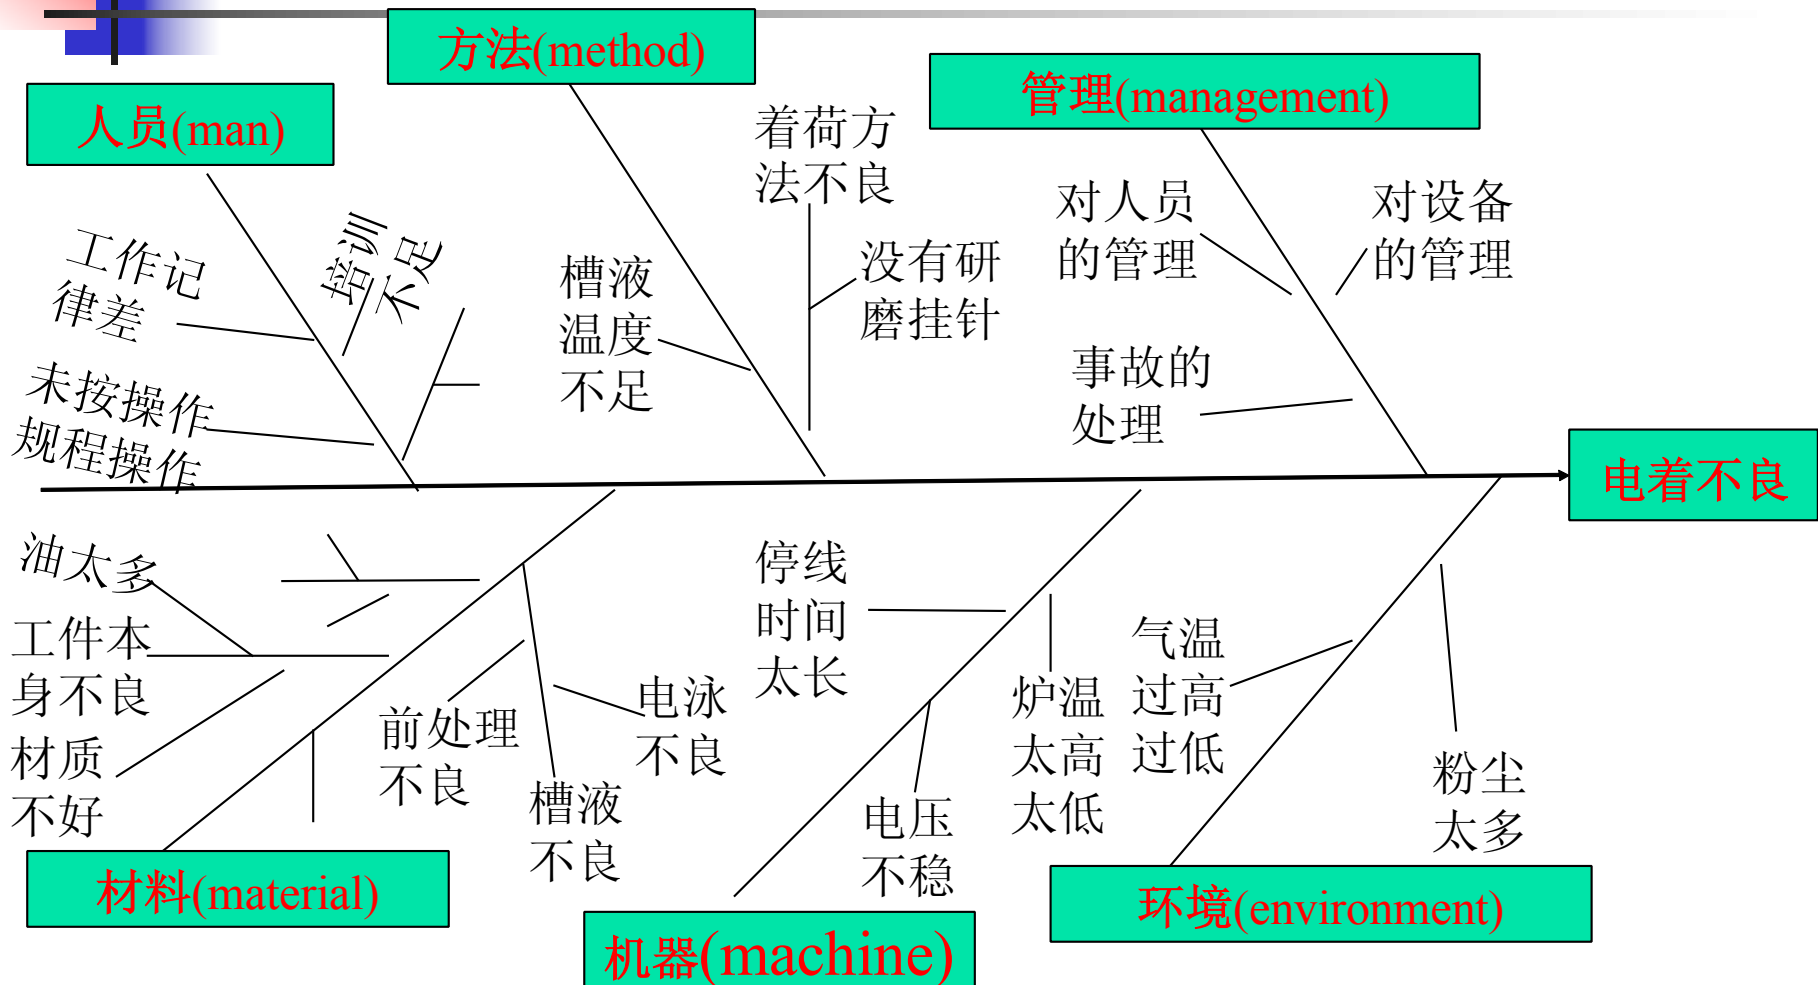 方法(method)
管理(management)
人员(man)
着荷方
法不良
对人员
的管理
对设备
的管理
工作记
律差
培训
不足
槽液
温度
不足
没有研
磨挂针
事故的
处理
未按操作
规程操作
电着不良
油太多
工件本
身不良
材质
不好
前处理
不良
槽液
不良
电泳
不良
停线
时间
太长
电压
不稳
炉温
太高
太低
气温
过高
过低
粉尘
太多
材料(material)
机器(machine)
环境(environment)